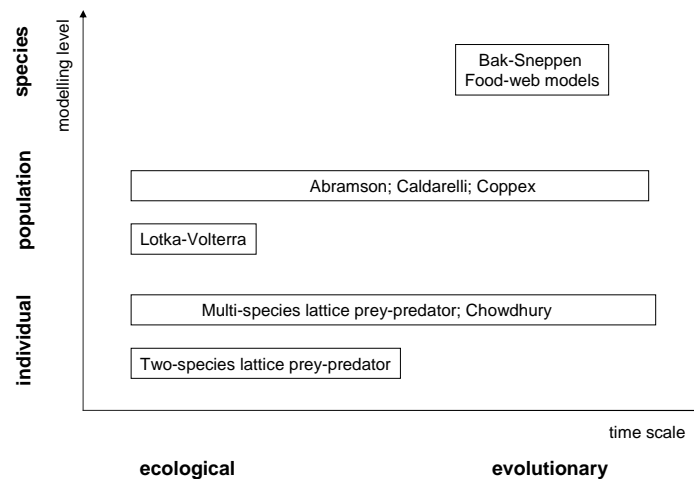 species
modelling level
Bak-Sneppen
Food-web models
population
Abramson; Caldarelli; Coppex
Lotka-Volterra
individual
Multi-species lattice prey-predator; Chowdhury
Two-species lattice prey-predator
time scale
ecological
evolutionary